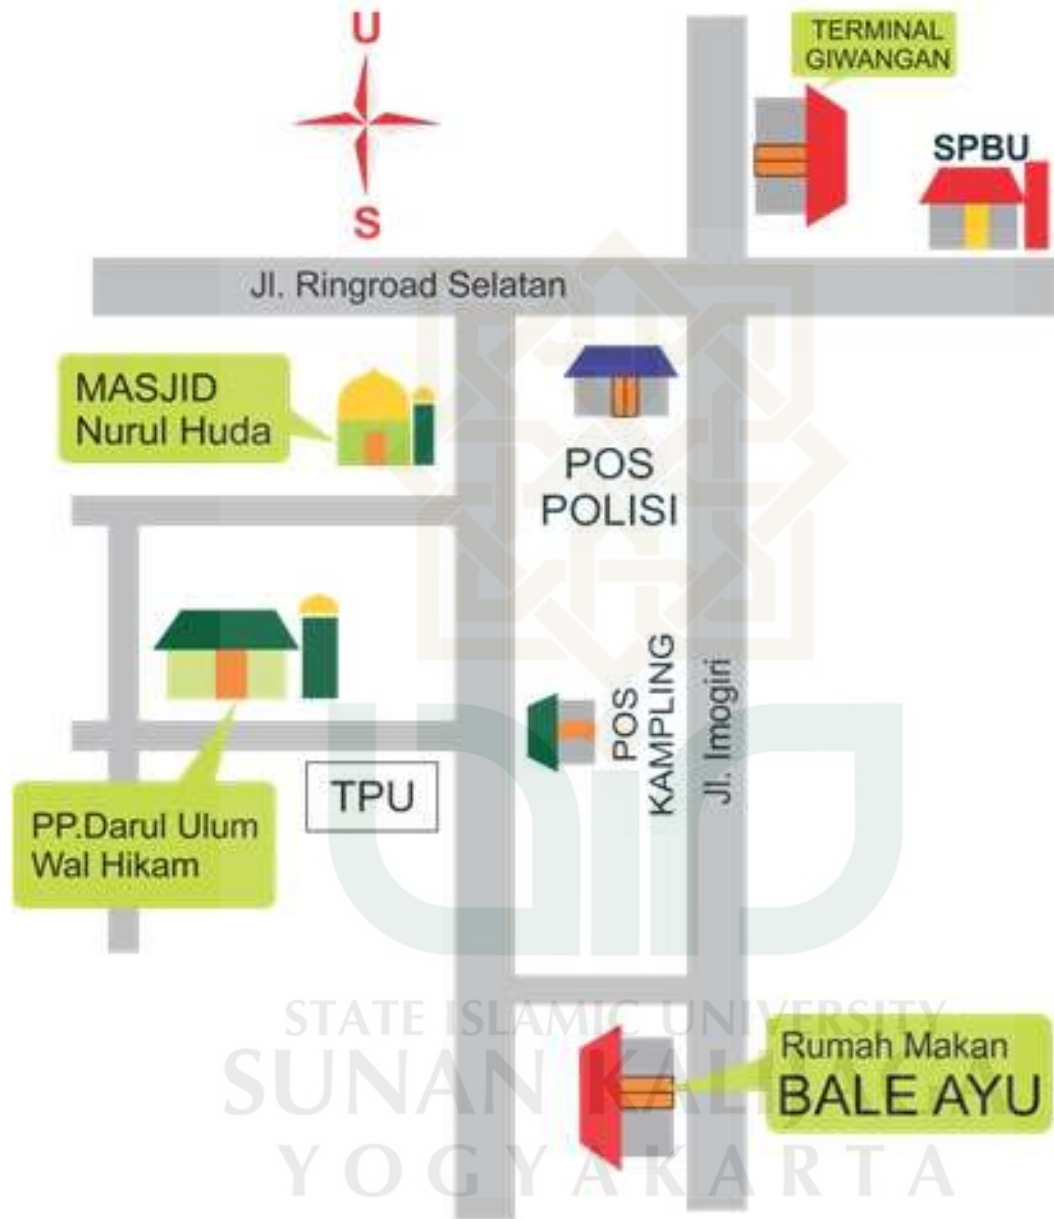 U
S
TERMINAL
GIWANGAN
SPBU
Jl. Ringroad Selatan
MASJID
Nurul Huda
POS
POLISI
POS
KAMPLING
Jl. Imogiri
TPU
PP.Darul Ulum
Wal Hikam
Rumah Makan
BALE AYU
STATE ISLAMIC UNIVERSITY
SUNAN KALIJAGA
YOGYAKARTA